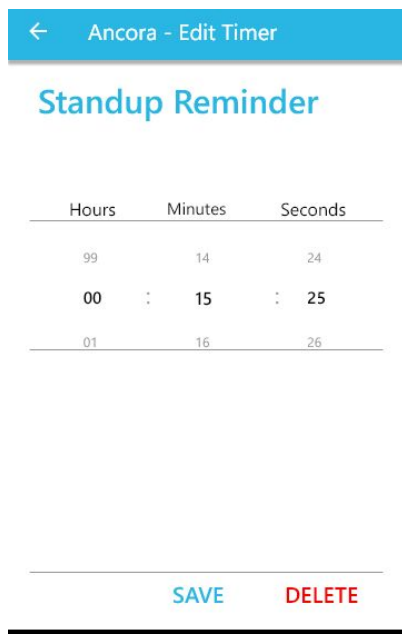 Ancora - Edit Timer
Standup Reminder
Hours Minutes Seconds
99 14 24
00 : 15 : 25
01 16 26
SAVE DELETE